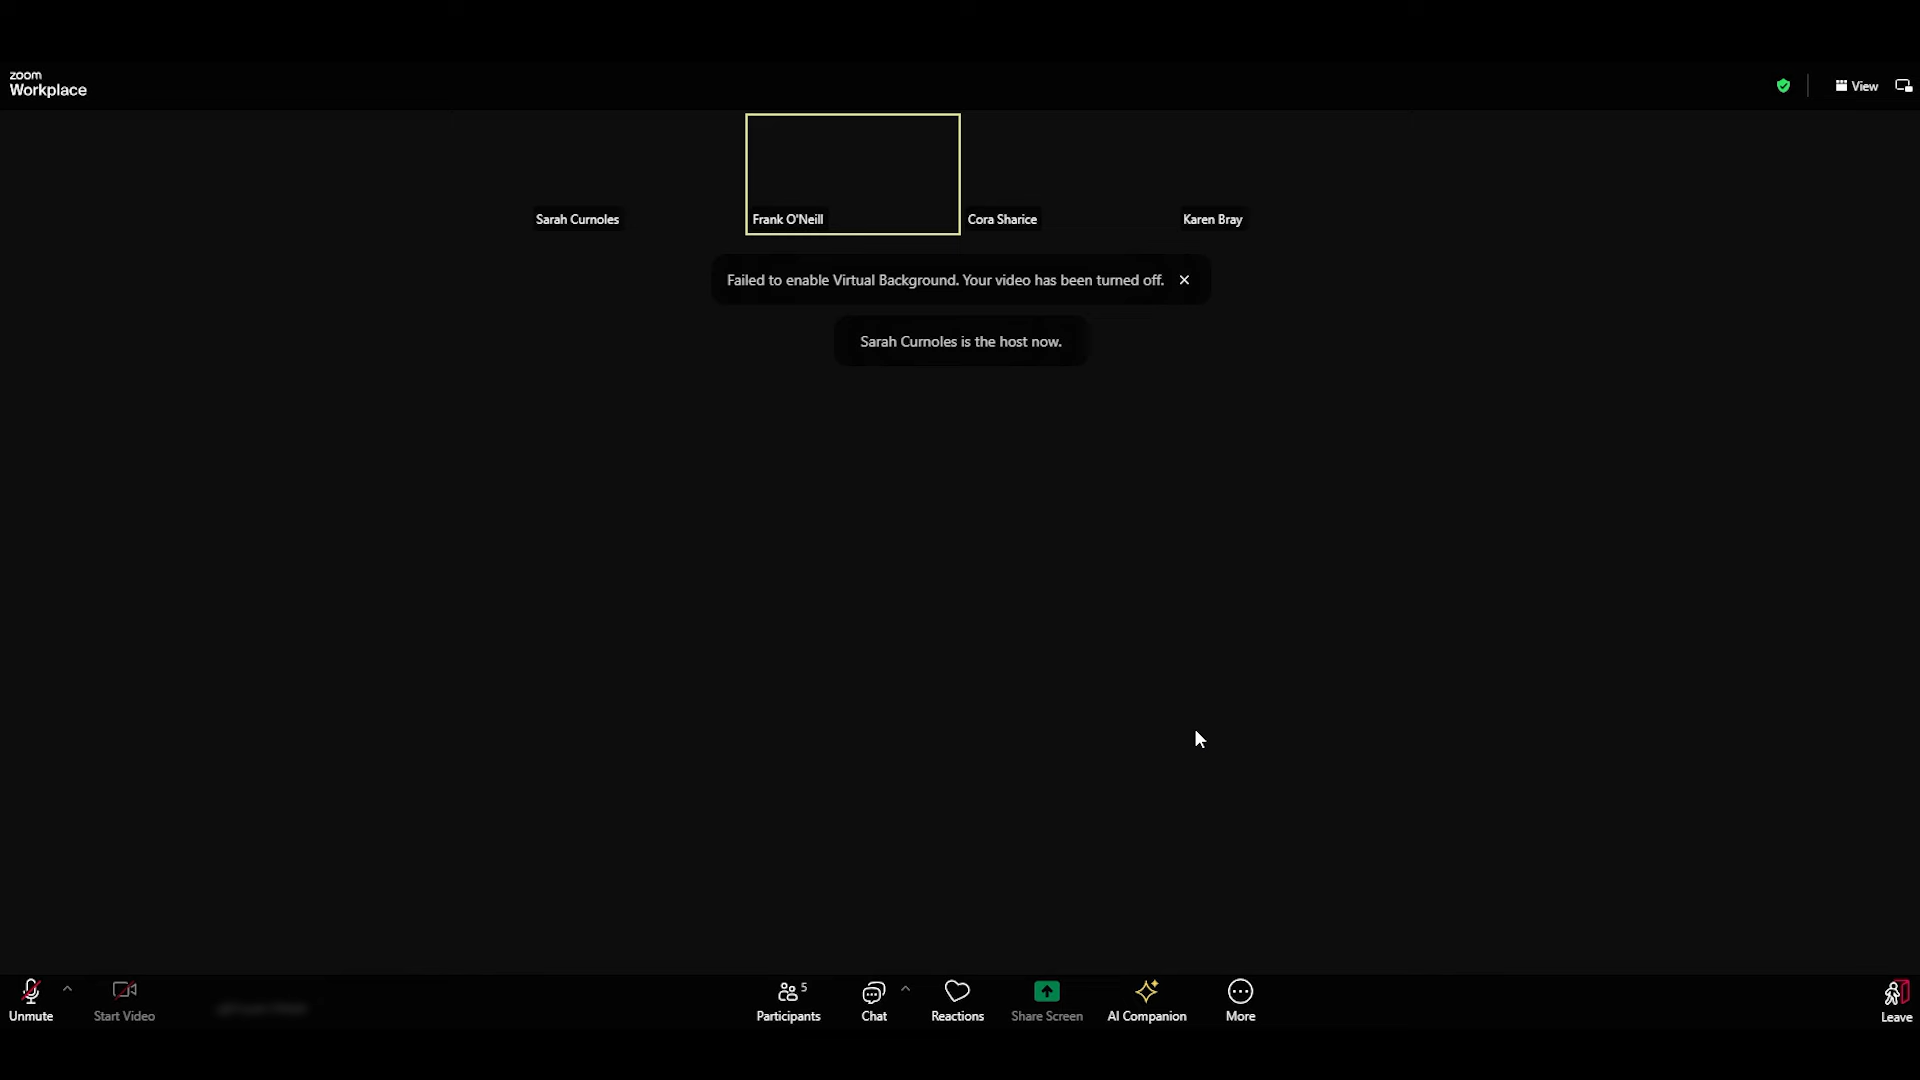 zoom
Workplace
View
Sarah Curnoles
Frank O'Neill
Cora Sharice
Karen Bray
Failed to enable Virtual Background. Your video has been turned off.
Sarah Curnoles is the host now.
5
Unmute
Start Video
Participants
Chat
Reactions
Share Screen
AI Companion
More
Leave